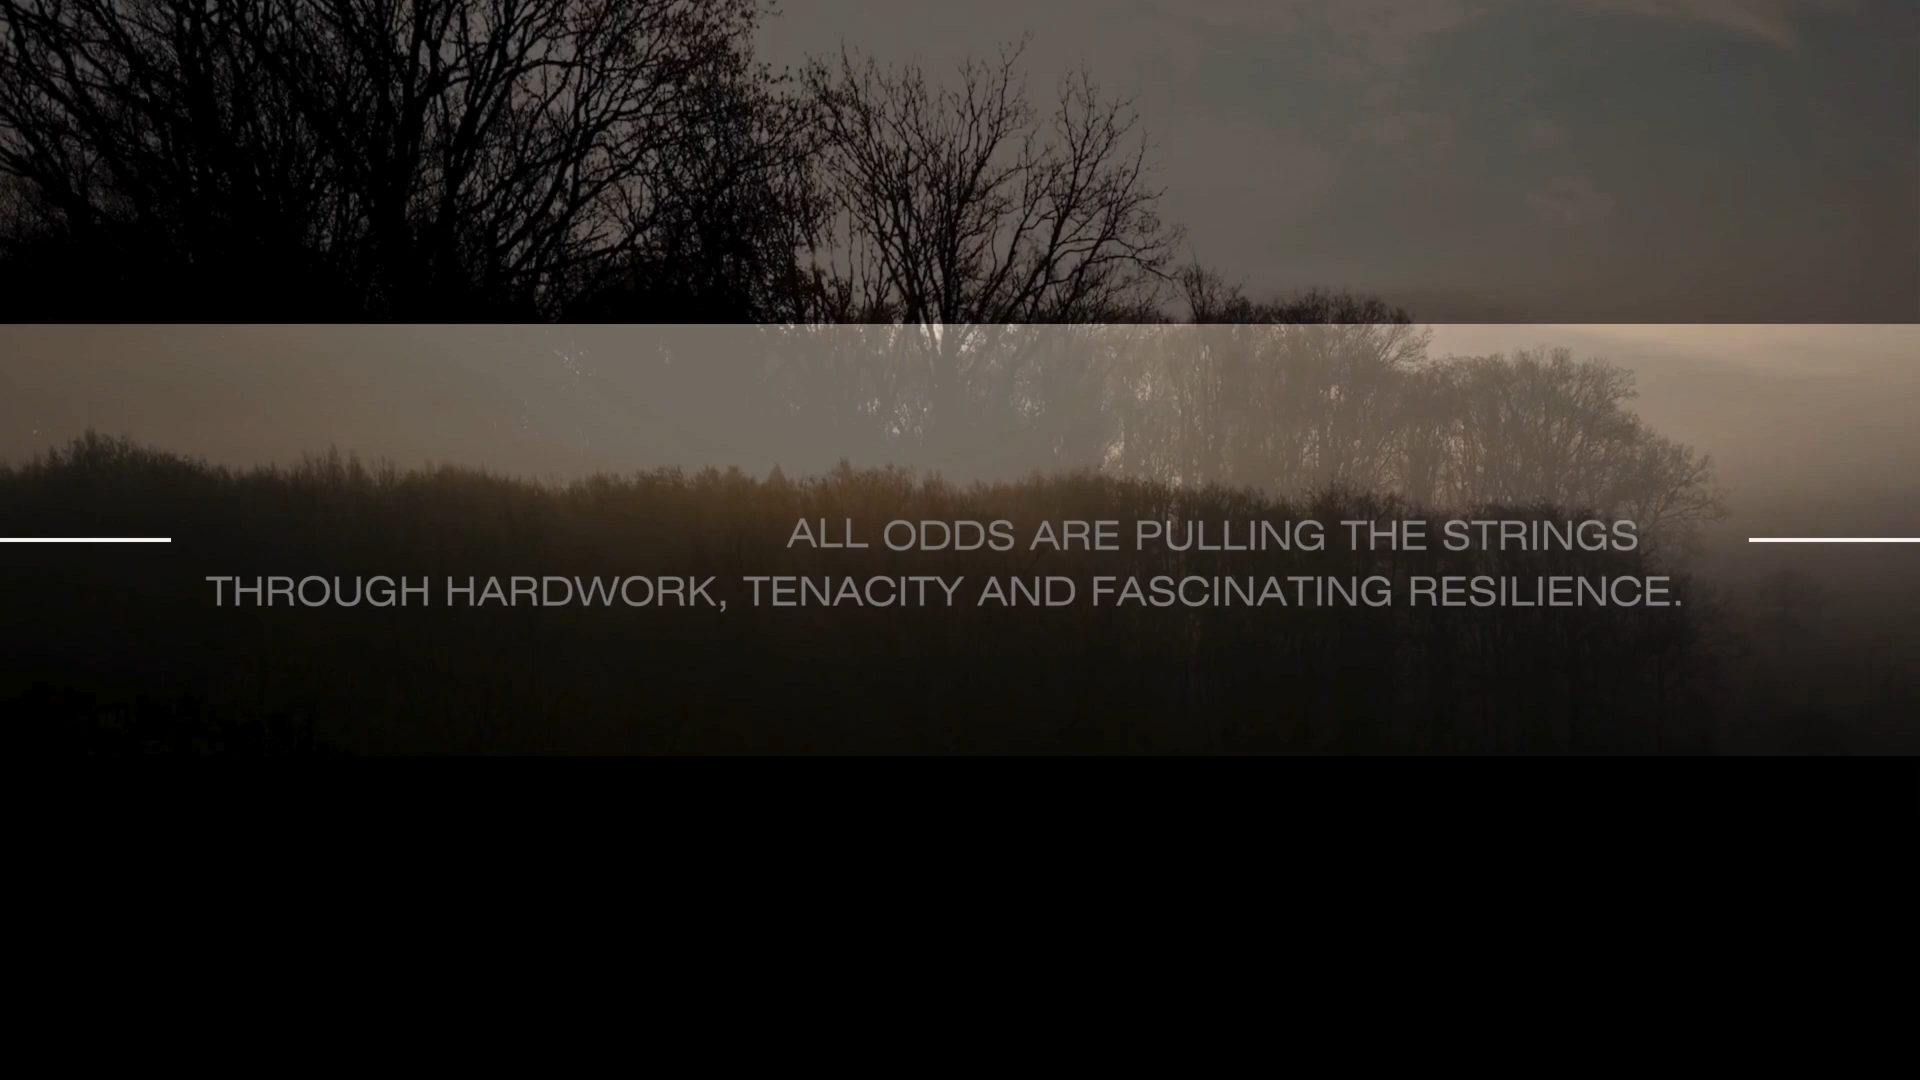 ALL ODDS ARE PULLING THE STRINGS
THROUGH HARDWORK, TENACITY AND FASCINATING RESILIENCE.